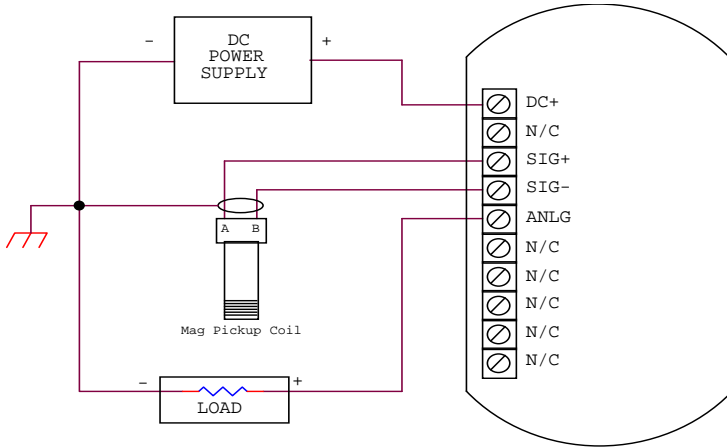 - DC +
POWER
SUPPLY
DC+
N/C
SIG+
SIG-
ANLG
N/C
N/C
N/C
N/C
N/C
A B
Mag Pickup Coil
- +
LOAD